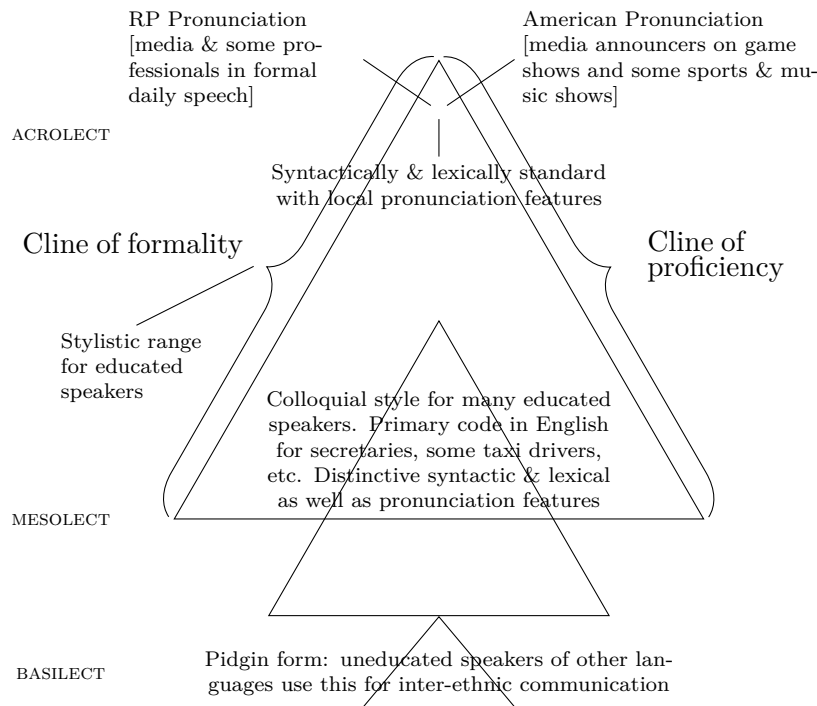 RP Pronunciation
[media & some pro-
fessionals in formal
daily speech]
American Pronunciation
[media announcers on game
shows and some sports & mu-
sic shows]
ACROLECT
Syntactically & lexically standard
with local pronunciation features
Cline of formality
Cline of
proficiency
Stylistic range
for educated
speakers
Colloquial style for many educated
speakers. Primary code in English
for secretaries, some taxi drivers,
etc. Distinctive syntactic & lexical
as well as pronunciation features
MESOLECT
BASILECT
Pidgin form: uneducated speakers of other lan-
guages use this for inter-ethnic communication